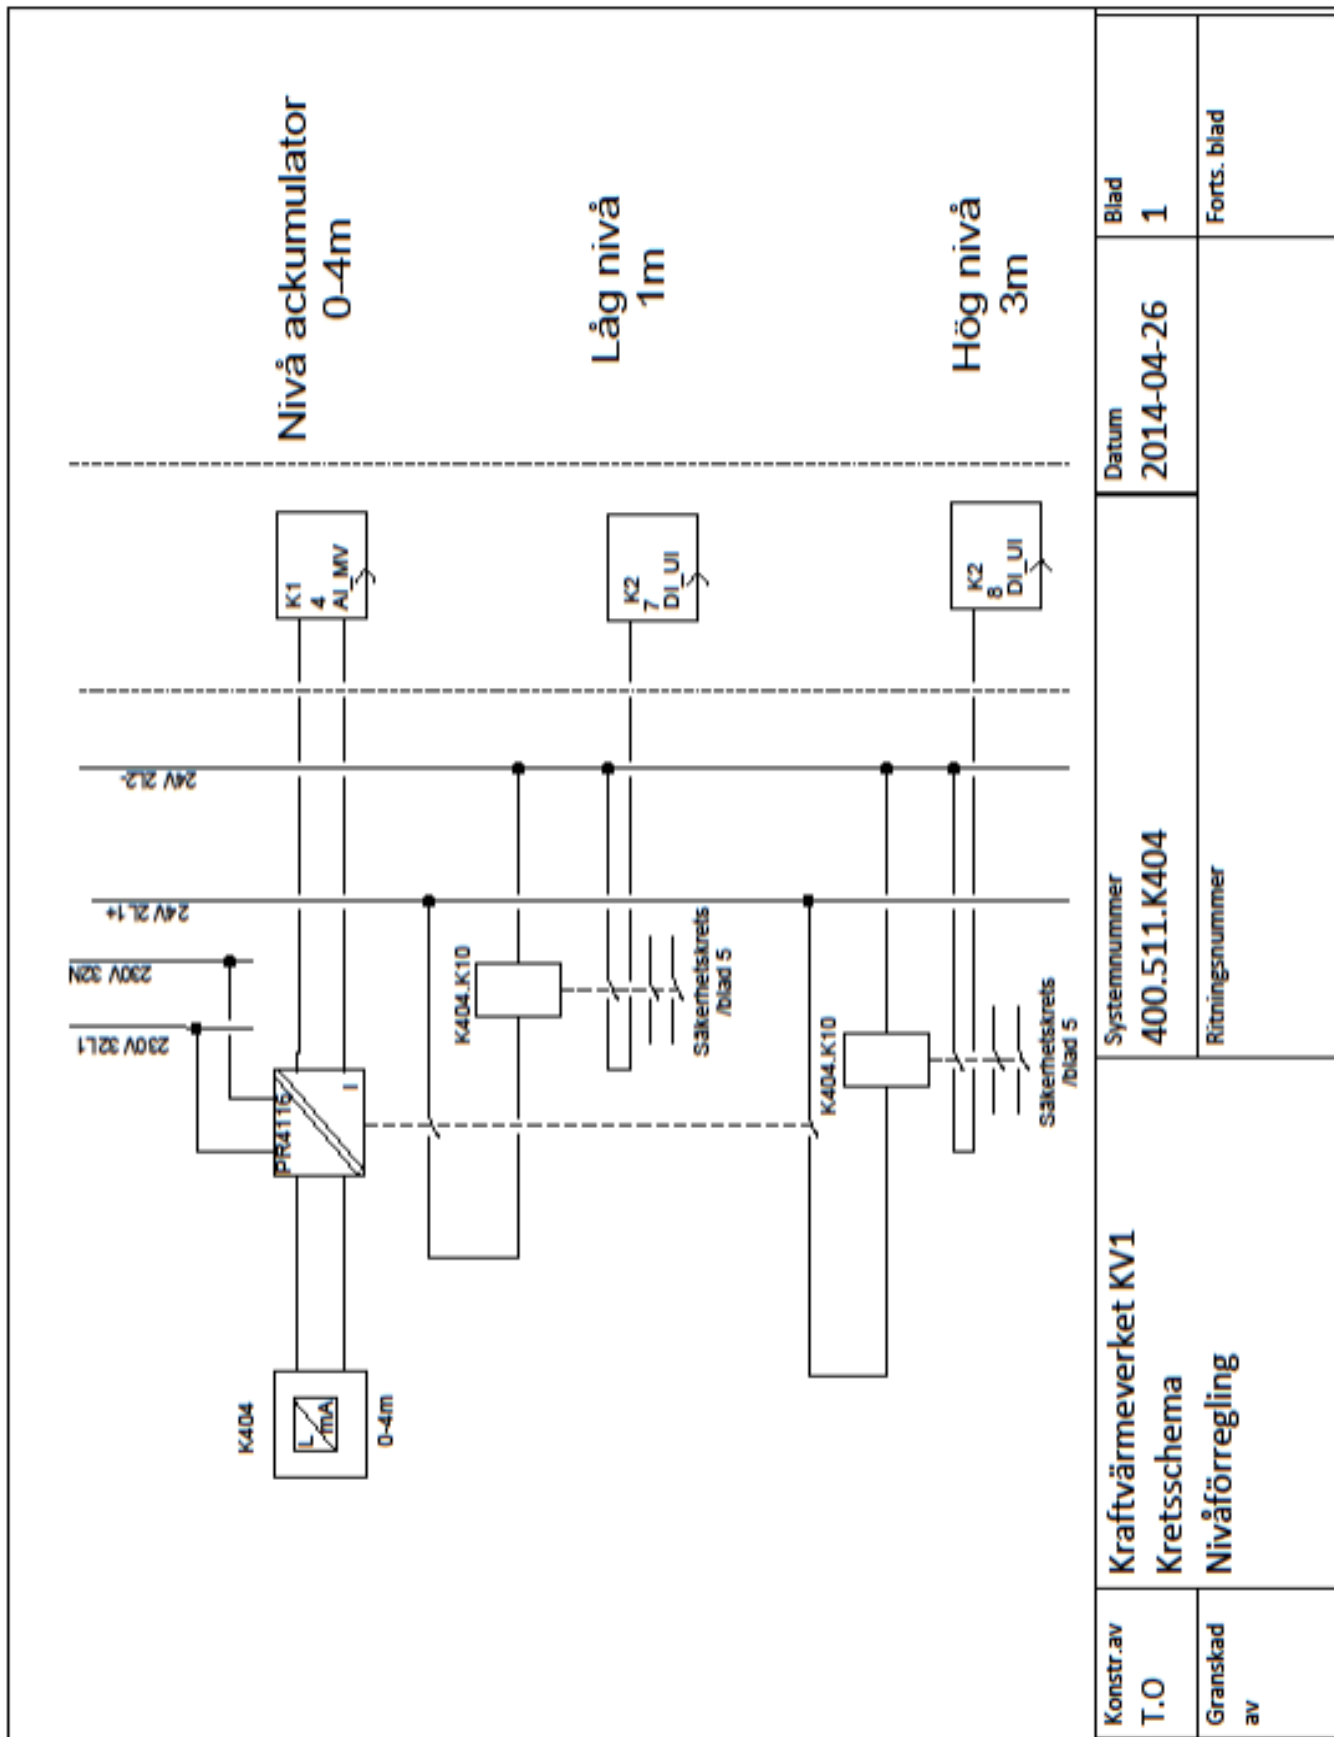 K404
L
mA
0-4m
PR4116
I
230V 32L1
230V 32N
24V 2L1+
24V 2L2-
K1
4
AI_MV
Nivå ackumulator
0-4m
K404.K10
Säkerhetskrets
/blad 5
K2
7
DI_UI
Låg nivå
1m
K404.K10
Säkerhetskrets
/blad 5
K2
8
DI_UI
Hög nivå
3m
Konstr.av
T.O
Granskad
av
Kraftvärmeverket KV1
Kretsschema
Nivåförregling
Systemnummer
400.511.K404
Ritningsnummer
Datum
2014-04-26
Blad
1
Forts. blad